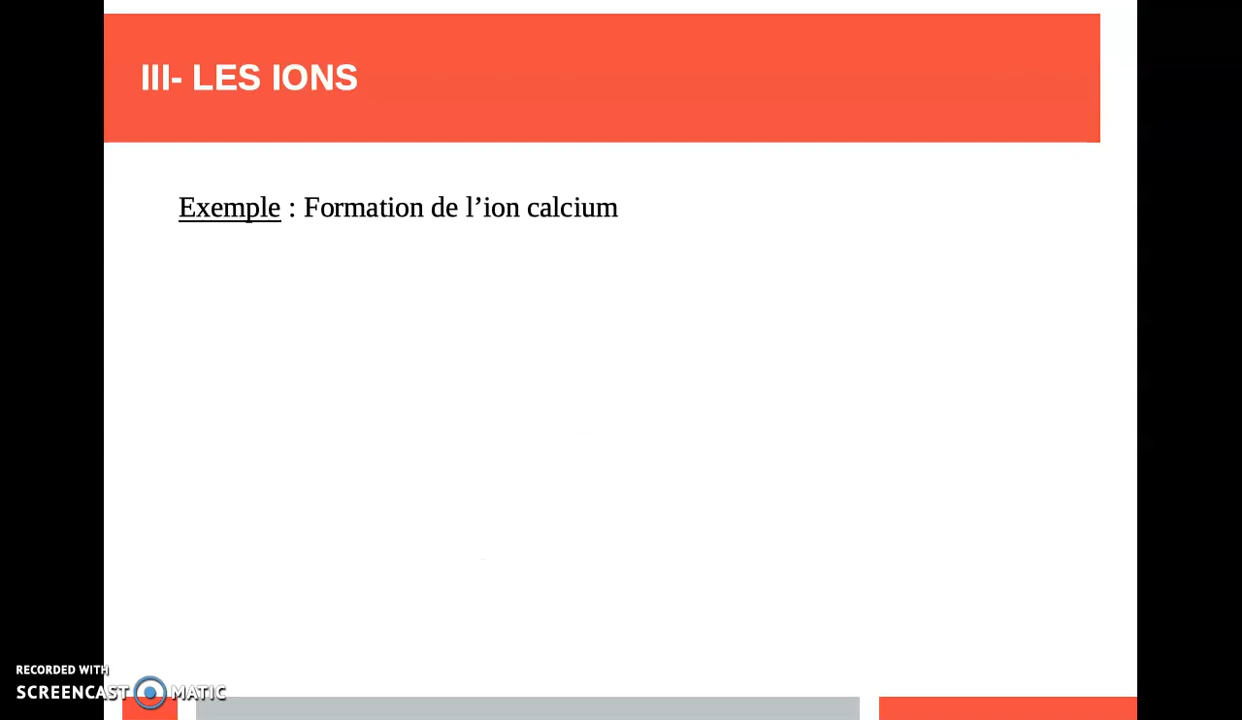 III- LES IONS
Exemple : Formation de l’ion calcium
RECORDED WITH
SCREENCAST MATIC